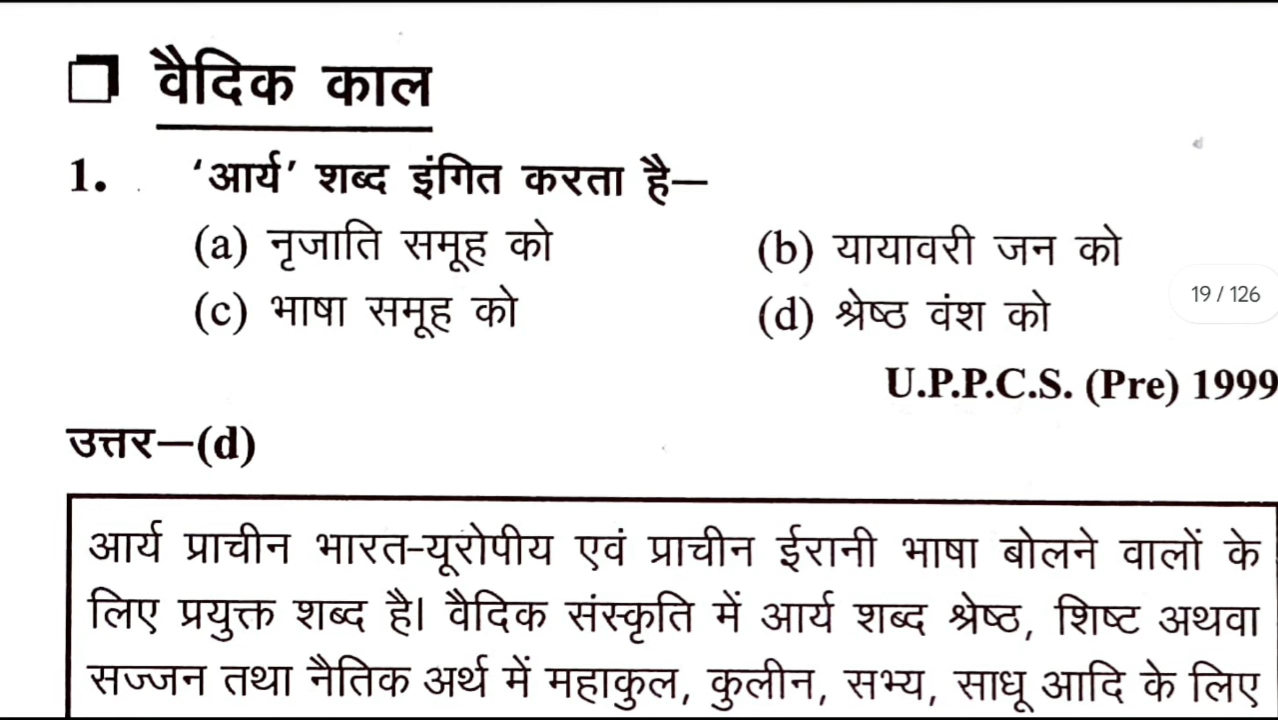 वैदिक काल
1. 'आर्य' शब्द इंगित करता है—
(a) नृजाति समूह को (b) यायावरी जन को
(c) भाषा समूह को (d) श्रेष्ठ वंश को
19 / 126
U.P.P.C.S. (Pre) 1999
उत्तर—(d)
आर्य प्राचीन भारत-यूरोपीय एवं प्राचीन ईरानी भाषा बोलने वालों के
लिए प्रयुक्त शब्द है। वैदिक संस्कृति में आर्य शब्द श्रेष्ठ, शिष्ट अथवा
सज्जन तथा नैतिक अर्थ में महाकुल, कुलीन, सभ्य, साधू आदि के लिए